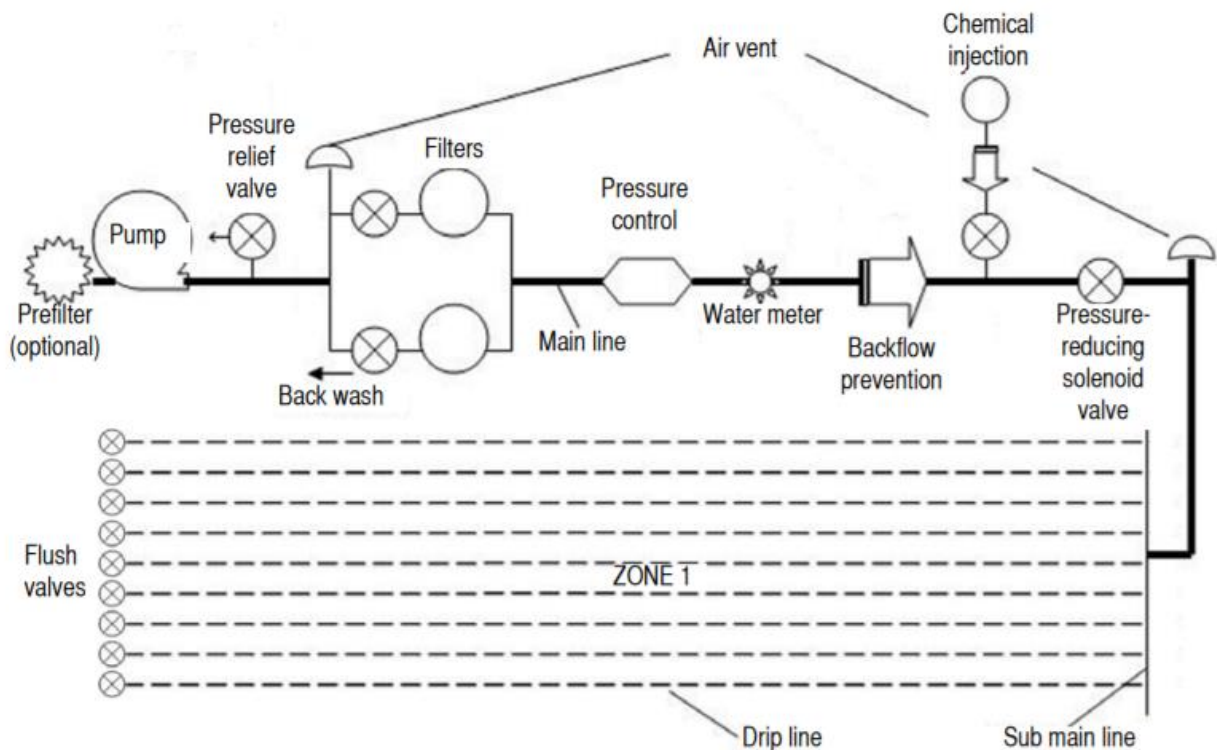 Air vent
Chemical
injection
Pressure
relief
valve
Filters
Pressure
control
Pump
Prefilter
(optional)
Main line
Water meter
Backflow
prevention
Pressure-
reducing
solenoid
valve
Back wash
Flush
valves
ZONE 1
Drip line
Sub main line